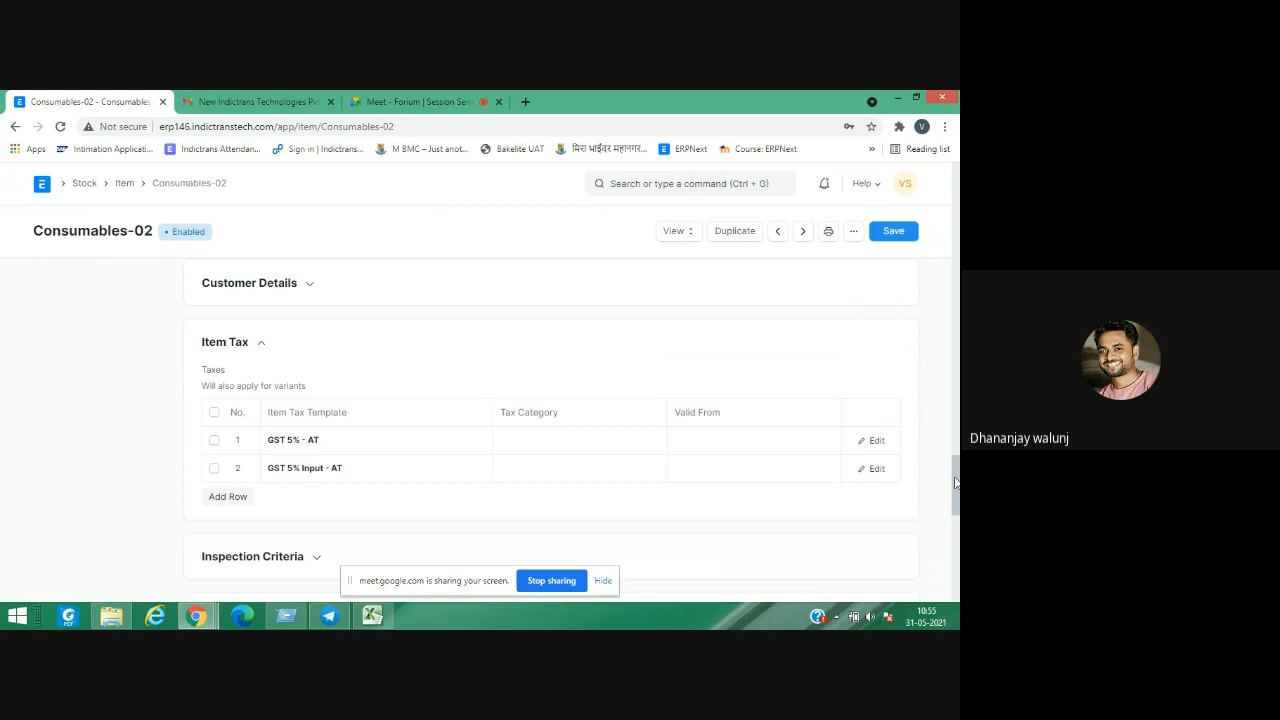 Consumables-02 - Consumables
New Indictrans Technologies Pvt.
Meet - Forium | Session Sens
Not secure
erp146.indictranstech.com/app/item/Consumables-02
V
Apps
Intimation Applicati...
Indictrans Attendan...
Sign in | Indictrans...
M BMC – Just anot...
Bakelite UAT
मिरा भाईंदर महानगर...
ERPNext
Course: ERPNext
»
Reading list
E
Stock
Item
Consumables-02
Search or type a command (Ctrl + G)
Help
VS
Consumables-02
Enabled
View
Duplicate
Save
Customer Details
Item Tax
Taxes
Will also apply for variants
No. Item Tax Template Tax Category Valid From
1 GST 5% - AT Edit
2 GST 5% Input - AT Edit
Add Row
Inspection Criteria
meet.google.com is sharing your screen. Stop sharing Hide
10:55
31-05-2021
Dhananjay walunj